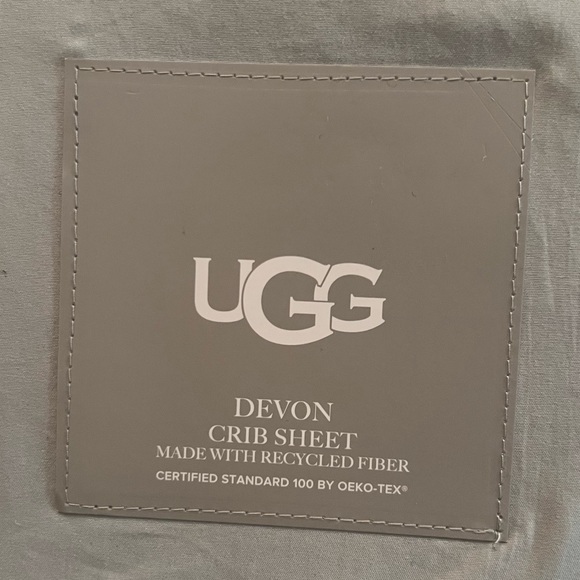 UGG
DEVON
CRIB SHEET
MADE WITH RECYCLED FIBER
CERTIFIED STANDARD 100 BY OEKO-TEX®